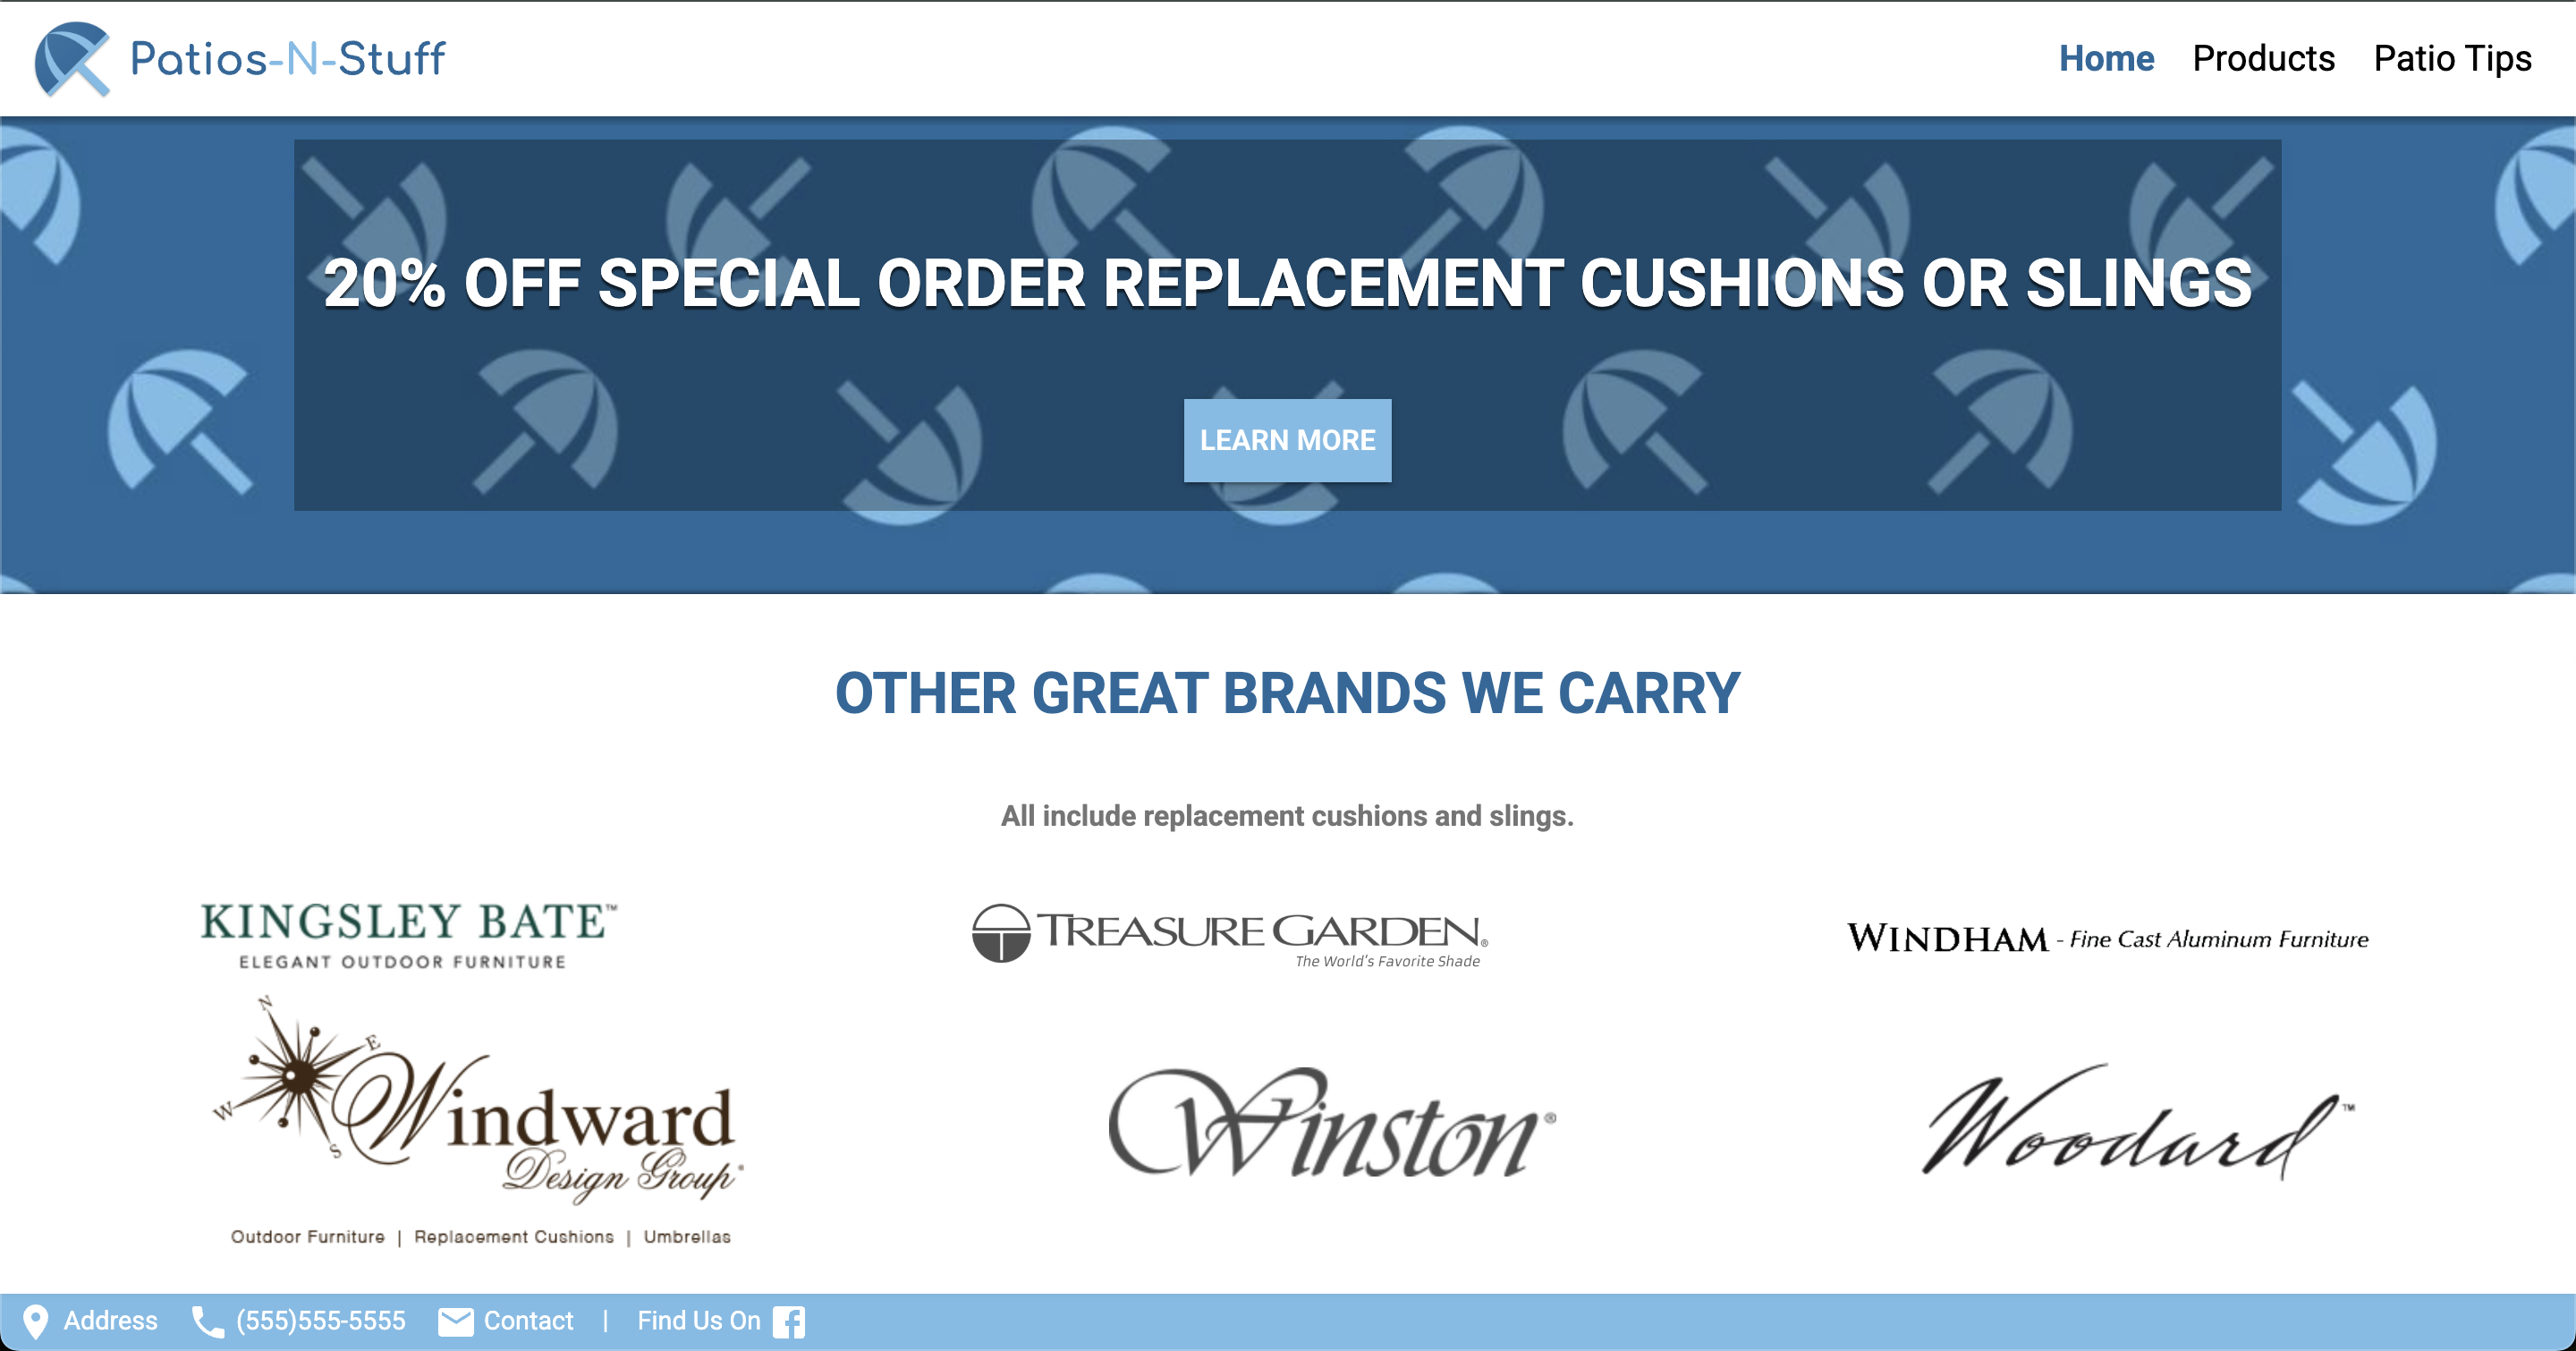 Patios-N-Stuff
Home Products Patio Tips
20% OFF SPECIAL ORDER REPLACEMENT CUSHIONS OR SLINGS
LEARN MORE
OTHER GREAT BRANDS WE CARRY
All include replacement cushions and slings.
KINGSLEY BATE™
ELEGANT OUTDOOR FURNITURE
TREASURE GARDEN®
The World's Favorite Shade
WINDHAM - Fine Cast Aluminum Furniture
N
E
W
S
Windward
Design Group®
Outdoor Furniture | Replacement Cushions | Umbrellas
Winston®
Woodard™
Address (555)555-5555 Contact | Find Us On f